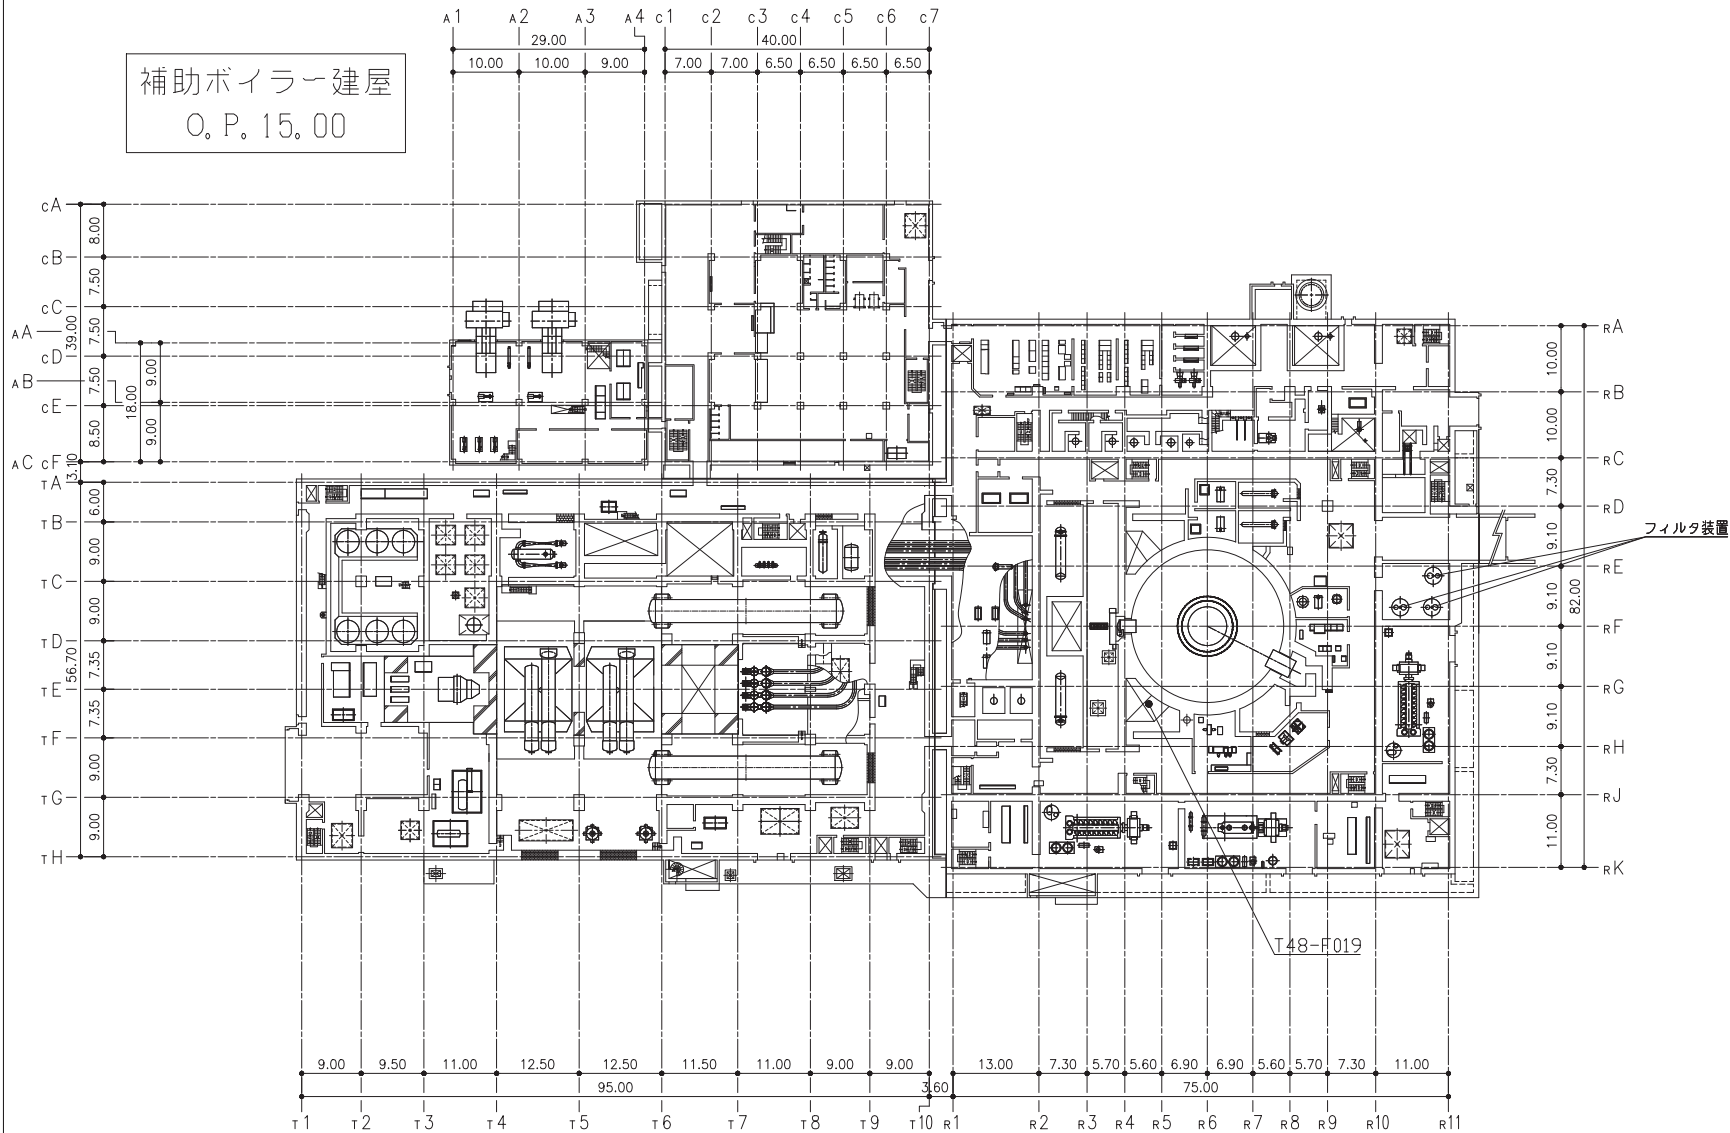 A1 A2 A3 A4 c1 c2 c3 c4 c5 c6 c7
29.00 40.00
10.00 10.00 9.00 7.00 7.00 6.50 6.50 6.50 6.50
補助ボイラー建屋
O.P.15.00
cA
8.00
cB
7.50
cC
AA
39.00
7.50
cD
9.00
AB
7.50
18.00
cE
9.00
8.50
AC cF
3.10
TA
6.00
TB
9.00
TC
9.00
TD
56.70
7.35
TE
7.35
TF
9.00
TG
9.00
TH
RA
10.00
RB
10.00
RC
7.30
RD
9.10
フィルタ装置
RE
9.10
82.00
RF
9.10
RG
9.10
RH
7.30
RJ
11.00
RK
T48-F019
9.00 9.50 11.00 12.50 12.50 11.50 11.00 9.00 9.00 13.00 7.30 5.70 5.60 6.90 6.90 5.60 5.70 7.30 11.00
95.00 3.60 75.00
T1 T2 T3 T4 T5 T6 T7 T8 T9 T10 R1 R2 R3 R4 R5 R6 R7 R8 R9 R10 R11